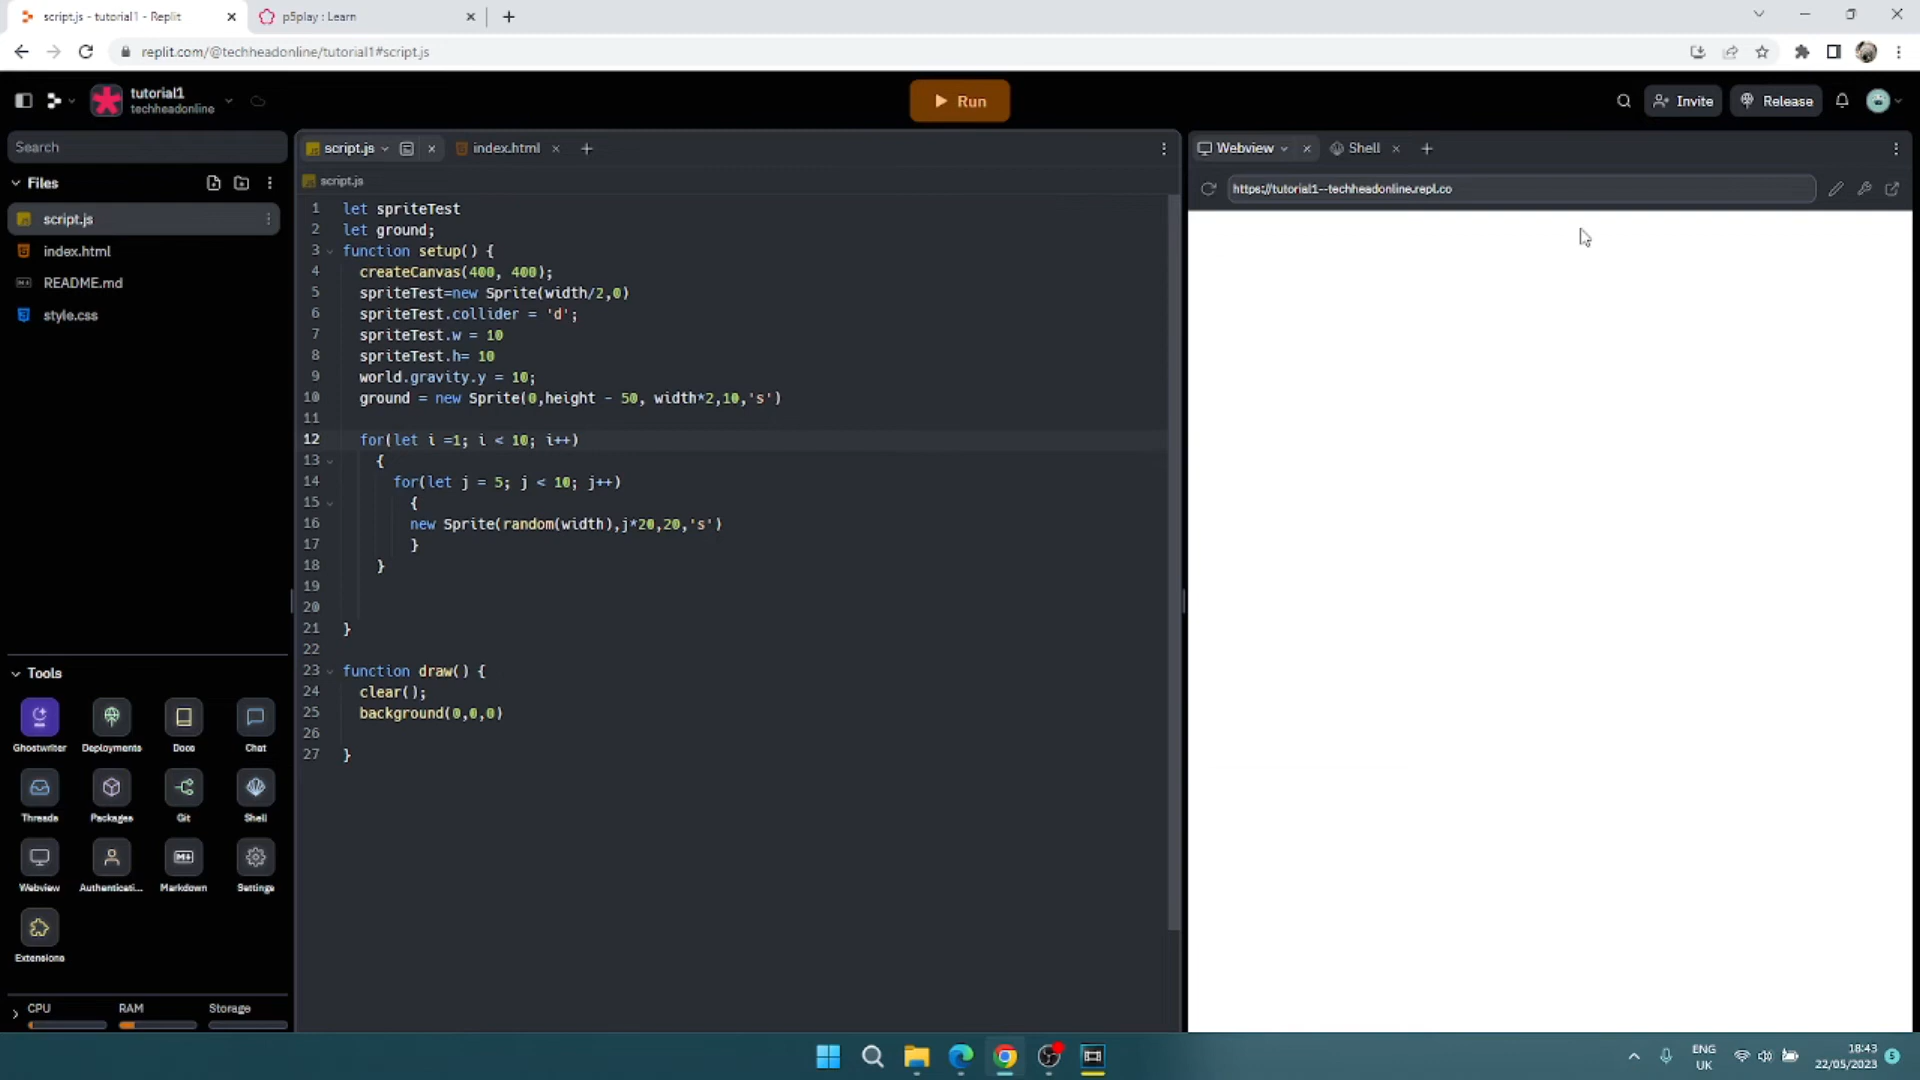 script.js - tutorial1 - Replit
p5play : Learn
replit.com/@techheadonline/tutorial1#script.js
tutorial1
techheadonline
Run
Invite
Release
Search
script.js
index.html
Webview
Shell
Files
script.js
https://tutorial1--techheadonline.repl.co
script.js
index.html
README.md
style.css
1 let spriteTest
2 let ground;
3 function setup() {
4 createCanvas(400, 400);
5 spriteTest=new Sprite(width/2,0)
6 spriteTest.collider = 'd';
7 spriteTest.w = 10
8 spriteTest.h= 10
9 world.gravity.y = 10;
10 ground = new Sprite(0,height - 50, width*2,10,'s')
11
12 for(let i =1; i < 10; i++)
13 {
14 for(let j = 5; j < 10; j++)
15 {
16 new Sprite(random(width),j*20,20,'s')
17 }
18 }
19
20
21 }
22
23 function draw() {
24 clear();
25 background(0,0,0)
26
27 }
Tools
Ghostwriter
Deployments
Docs
Chat
Threads
Packages
Git
Shell
Webview
Authenticati...
Markdown
Settings
Extensions
CPU
RAM
Storage
ENG
UK
18:43
22/05/2023
5